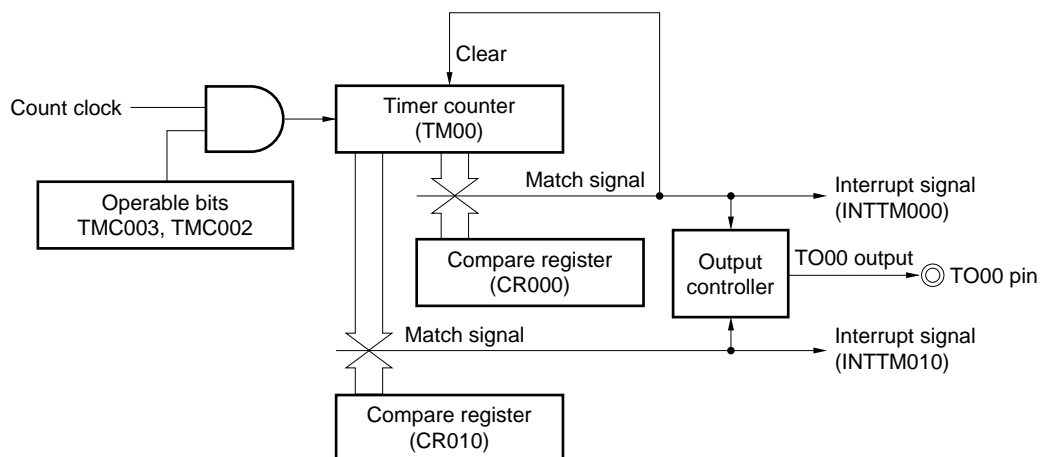 Clear
Count clock
Timer counter
(TM00)
Operable bits
TMC003, TMC002
Match signal
Interrupt signal
(INTTM000)
Compare register
(CR000)
Output
controller
TO00 output
TO00 pin
Match signal
Interrupt signal
(INTTM010)
Compare register
(CR010)